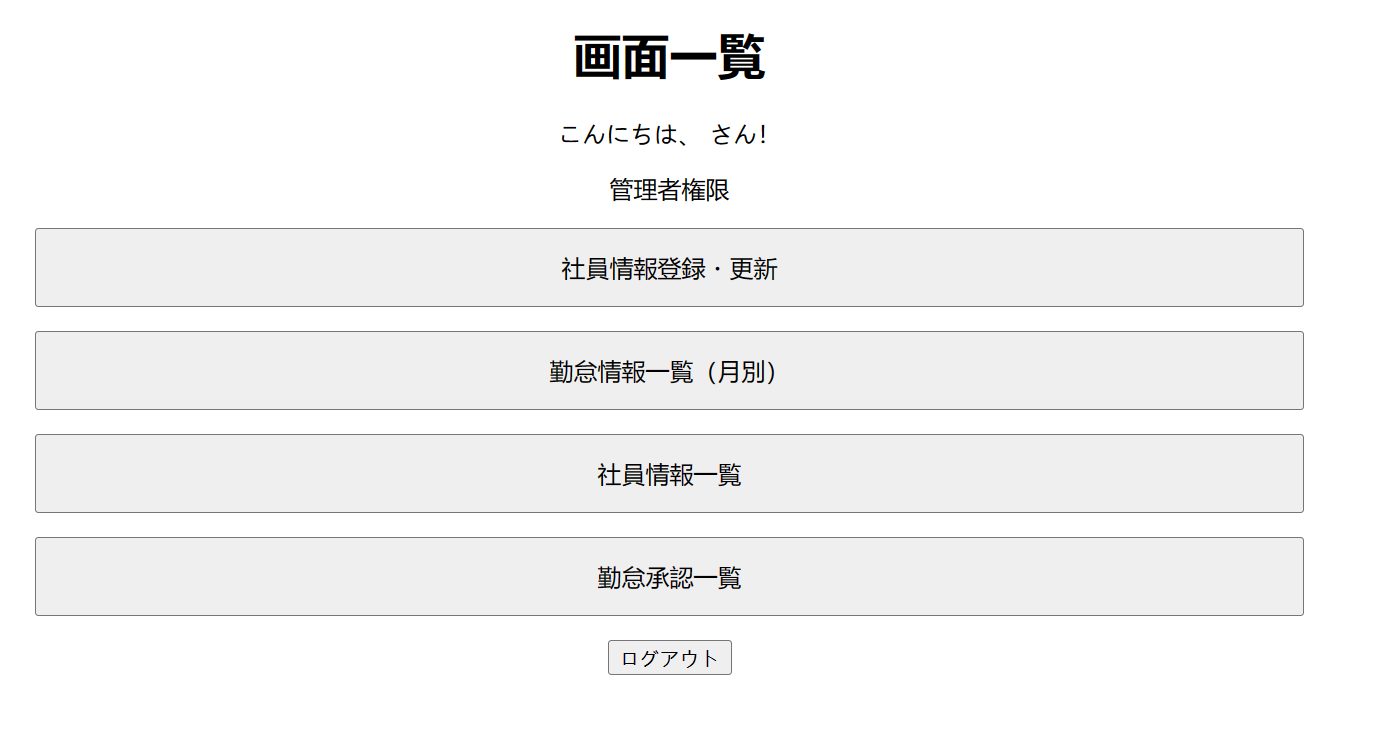 画面一覧
こんにちは、 さん!
管理者権限
社員情報登録・更新
勤怠情報一覧（月別）
社員情報一覧
勤怠承認一覧
ログアウト